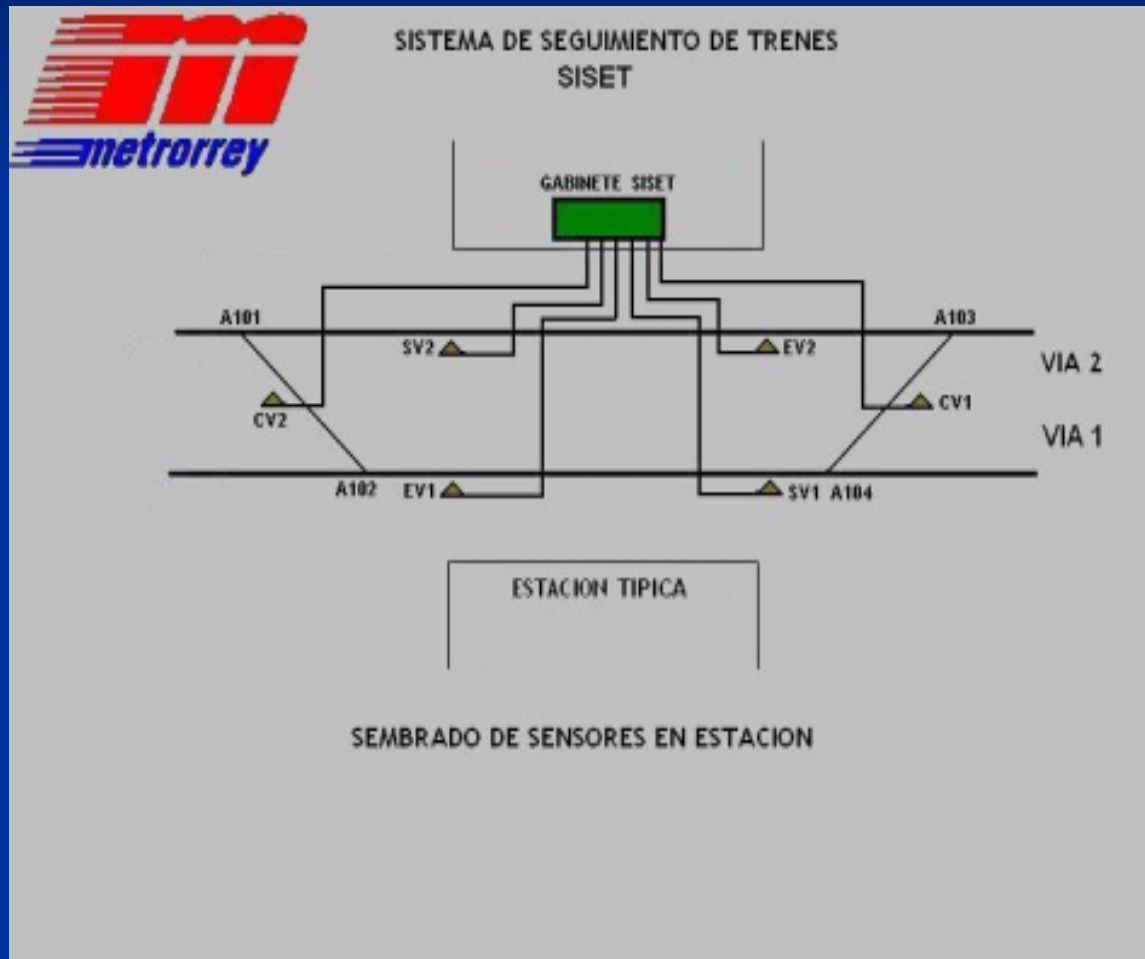 SISTEMA DE SEGUIMIENTO DE TRENES
SISET
metrorrey
GABINETE SISET
A101
A103
SV2
EV2
VIA 2
CV2
CV1
VIA 1
A102
EV1
SV1 A104
ESTACION TIPICA
SEMBRADO DE SENSORES EN ESTACION